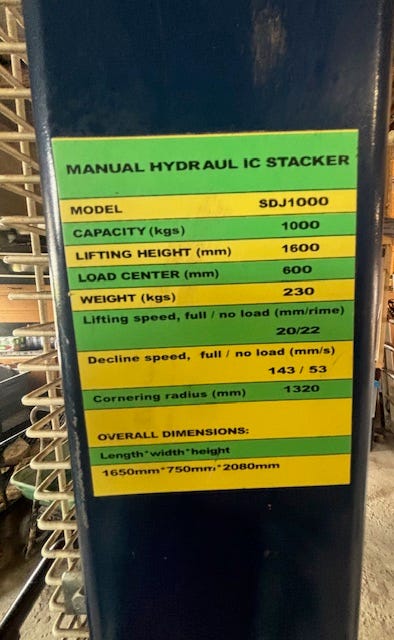 MANUAL HYDRAUL IC STACKER
MODEL SDJ1000
CAPACITY (kgs) 1000
LIFTING HEIGHT (mm) 1600
LOAD CENTER (mm) 600
WEIGHT (kgs) 230
Lifting speed, full / no load (mm/rime)
20/22
Decline speed, full / no load (mm/s)
143 / 53
Cornering radius (mm) 1320
OVERALL DIMENSIONS:
Length*width*height
1650mm*750mm*2080mm